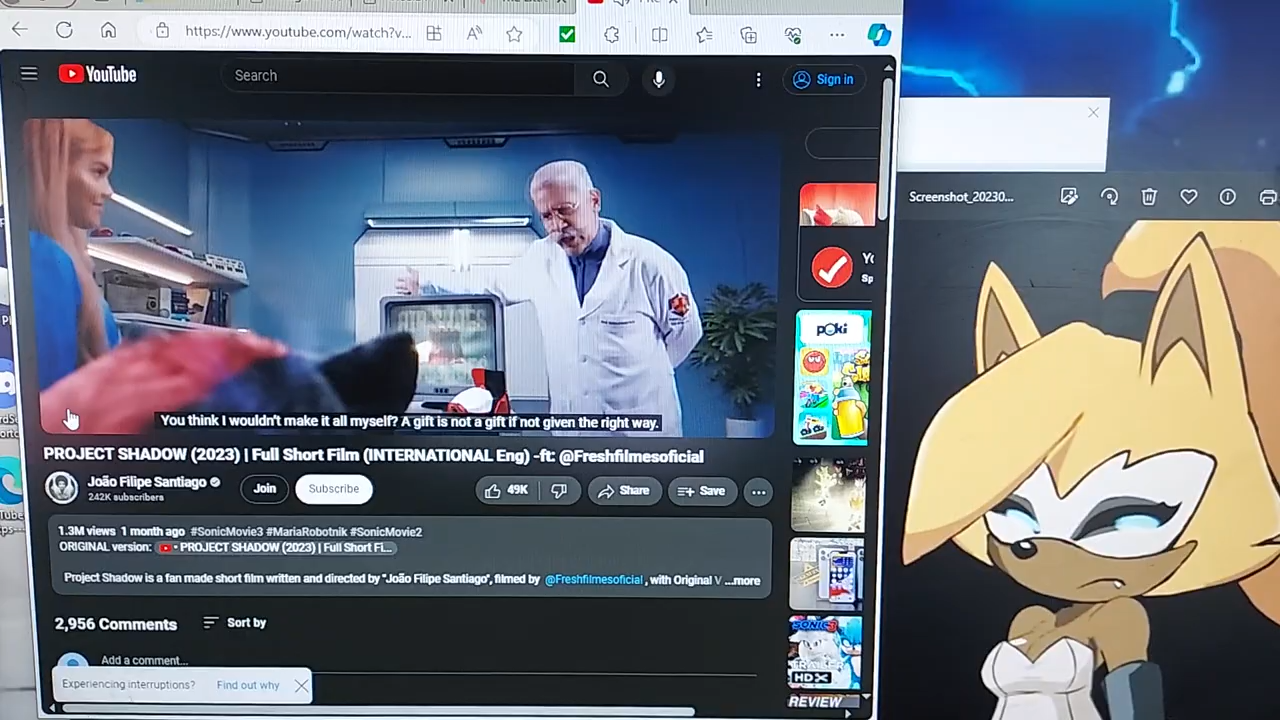 https://www.youtube.com/watch?v...
YouTube
Search
Sign in
Screenshot_20230...
poki
You think I wouldn't make it all myself? A gift is not a gift if not given the right way.
PROJECT SHADOW (2023) | Full Short Film (INTERNATIONAL Eng) -ft: @Freshfilmesoficial
João Filipe Santiago
242K subscribers
Join
Subscribe
49K
Share
Save
1.3M views 1 month ago #SonicMovie3 #MariaRobotnik #SonicMovie2
ORIGINAL version: • PROJECT SHADOW (2023) | Full Short Fi...
Project Shadow is a fan made short film written and directed by "João Filipe Santiago", filmed by @Freshfilmesoficial , with Original V ...more
2,956 Comments
Sort by
Add a comment...
Experiencing interruptions?
Find out why
SONIC 3
TRAILER
HDX
REVIEW